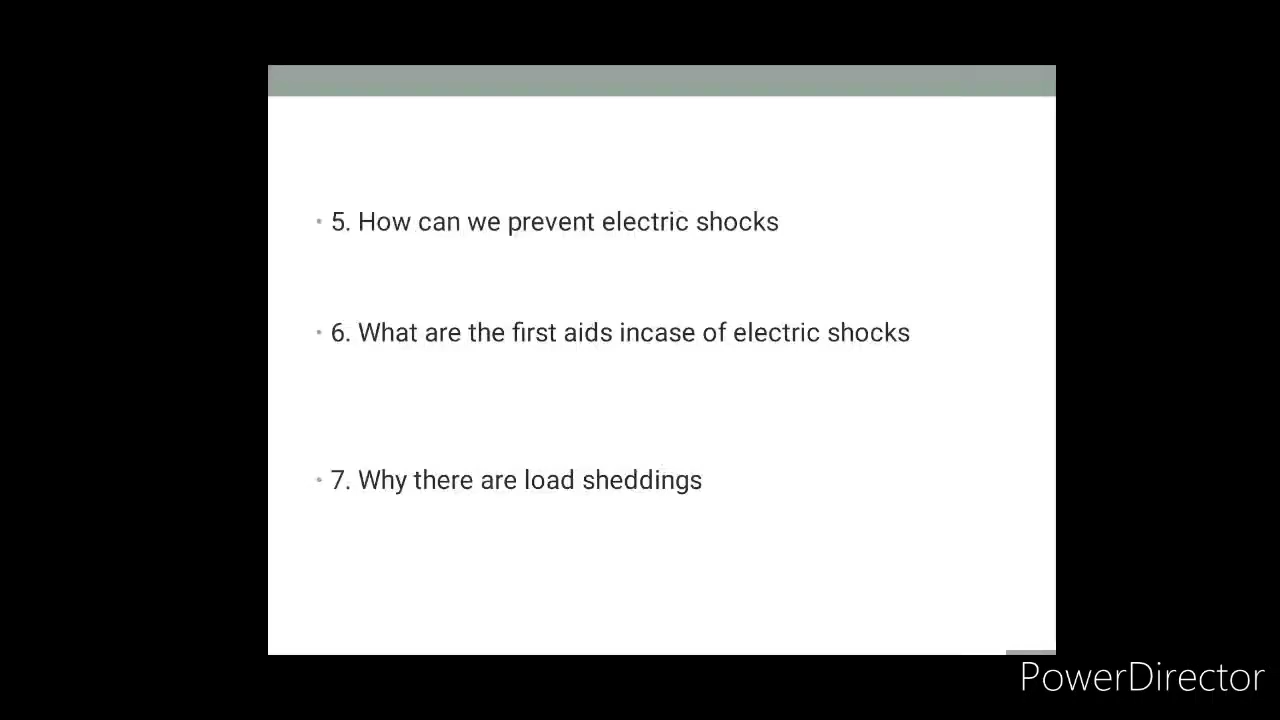 • 5. How can we prevent electric shocks
• 6. What are the first aids incase of electric shocks
• 7. Why there are load sheddings
PowerDirector